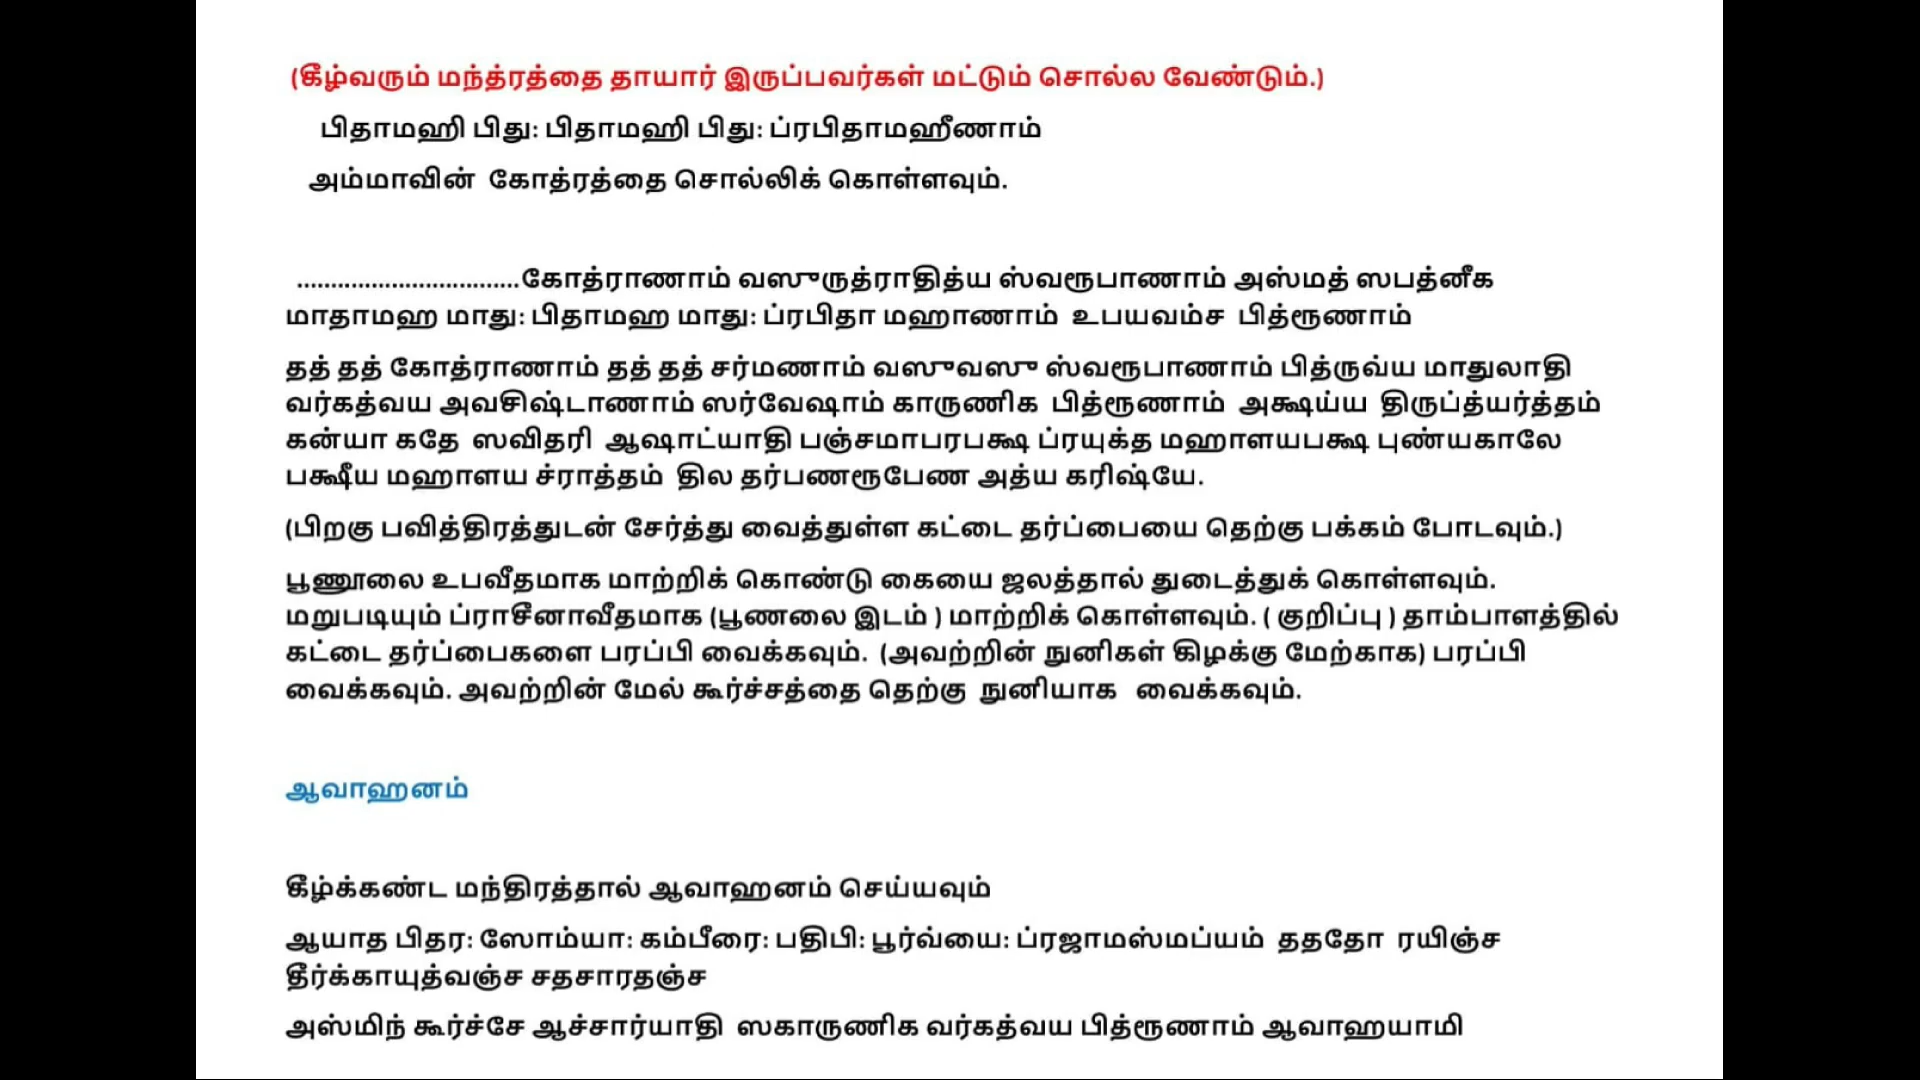 (கீழ்வரும் மந்த்ரத்தை தாயார் இருப்பவர்கள் மட்டும் சொல்ல வேண்டும்.)
பிதாமஹி பிது: பிதாமஹி பிது: ப்ரபிதாமஹீணாம்
அம்மாவின் கோத்ரத்தை சொல்லிக் கொள்ளவும்.
.................................கோத்ராணாம் வஸுருத்ராதித்ய ஸ்வரூபாணாம் அஸ்மத் ஸபத்னீக
மாதாமஹ மாது: பிதாமஹ மாது: ப்ரபிதா மஹாணாம் உபயவம்ச பித்ரூணாம்
தத் தத் கோத்ராணாம் தத் தத் சர்மணாம் வஸுவஸு ஸ்வரூபாணாம் பித்ருவ்ய மாதுலாதி
வர்கத்வய அவசிஷ்டாணாம் ஸர்வேஷாம் காருணிக பித்ரூணாம் அக்ஷய்ய திருப்த்யர்த்தம்
கன்யா கதே ஸவிதரி ஆஷாட்யாதி பஞ்சமாபரபக்ஷ ப்ரயுக்த மஹாளயபக்ஷ புண்யகாலே
பக்ஷீய மஹாளய ச்ராத்தம் தில தர்பணரூபேண அத்ய கரிஷ்யே.
(பிறகு பவித்திரத்துடன் சேர்த்து வைத்துள்ள கட்டை தர்ப்பையை தெற்கு பக்கம் போடவும்.)
பூணூலை உபவீதமாக மாற்றிக் கொண்டு கையை ஜலத்தால் துடைத்துக் கொள்ளவும்.
மறுபடியும் ப்ராசீனாவீதமாக (பூணலை இடம் ) மாற்றிக் கொள்ளவும். ( குறிப்பு ) தாம்பாளத்தில்
கட்டை தர்ப்பைகளை பரப்பி வைக்கவும். (அவற்றின் நுனிகள் கிழக்கு மேற்காக) பரப்பி
வைக்கவும். அவற்றின் மேல் கூர்ச்சத்தை தெற்கு நுனியாக வைக்கவும்.
ஆவாஹனம்
கீழ்க்கண்ட மந்திரத்தால் ஆவாஹனம் செய்யவும்
ஆயாத பிதர: ஸோம்யா: கம்பீரை: பதிபி: பூர்வ்யை: ப்ரஜாமஸ்மப்யம் தததோ ரயிஞ்ச
தீர்க்காயுத்வஞ்ச சதசாரதஞ்ச
அஸ்மிந் கூர்ச்சே ஆச்சார்யாதி ஸகாருணிக வர்கத்வய பித்ரூணாம் ஆவாஹயாமி